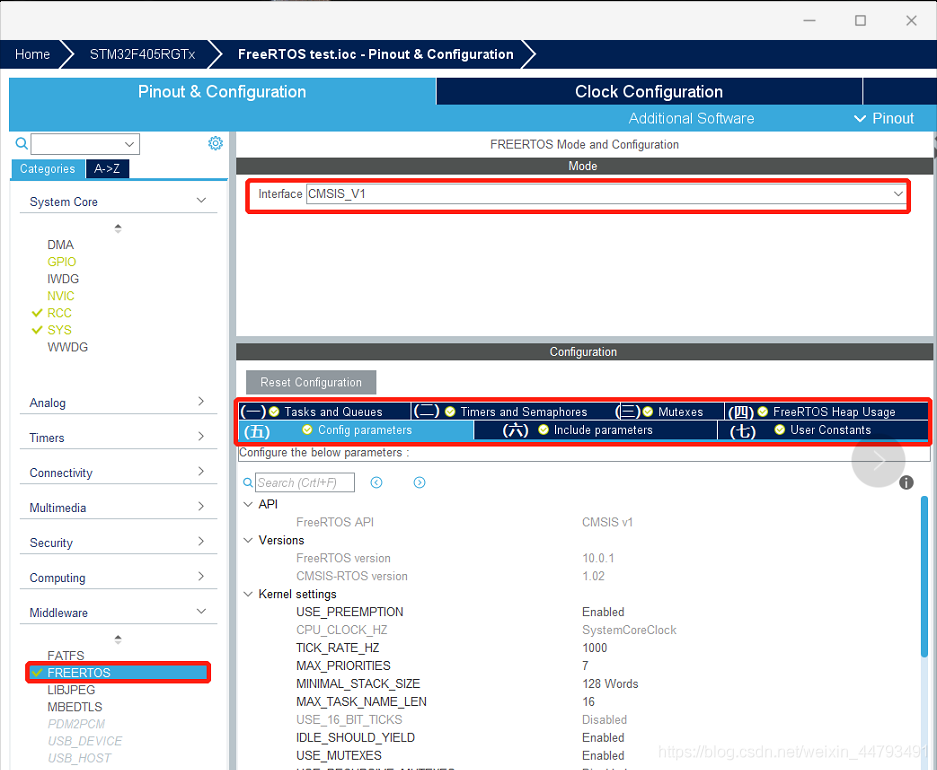 Home STM32F405RGTx FreeRTOS test.ioc - Pinout & Configuration
Pinout & Configuration Clock Configuration
Additional Software Pinout
Categories A->Z
System Core
DMA
GPIO
IWDG
NVIC
RCC
SYS
WWDG
Analog
Timers
Connectivity
Multimedia
Security
Computing
Middleware
FATFS
FREERTOS
LIBJPEG
MBEDTLS
PDM2PCM
USB_DEVICE
USB_HOST
FREERTOS Mode and Configuration
Mode
Interface CMSIS_V1
Configuration
Reset Configuration
(一) Tasks and Queues (二) Timers and Semaphores (三) Mutexes (四) FreeRTOS Heap Usage
(五) Config parameters (六) Include parameters (七) User Constants
Configure the below parameters :
Search (Crtl+F)
API
FreeRTOS API CMSIS v1
Versions
FreeRTOS version 10.0.1
CMSIS-RTOS version 1.02
Kernel settings
USE_PREEMPTION Enabled
CPU_CLOCK_HZ SystemCoreClock
TICK_RATE_HZ 1000
MAX_PRIORITIES 7
MINIMAL_STACK_SIZE 128 Words
MAX_TASK_NAME_LEN 16
USE_16_BIT_TICKS Disabled
IDLE_SHOULD_YIELD Enabled
USE_MUTEXES Enabled